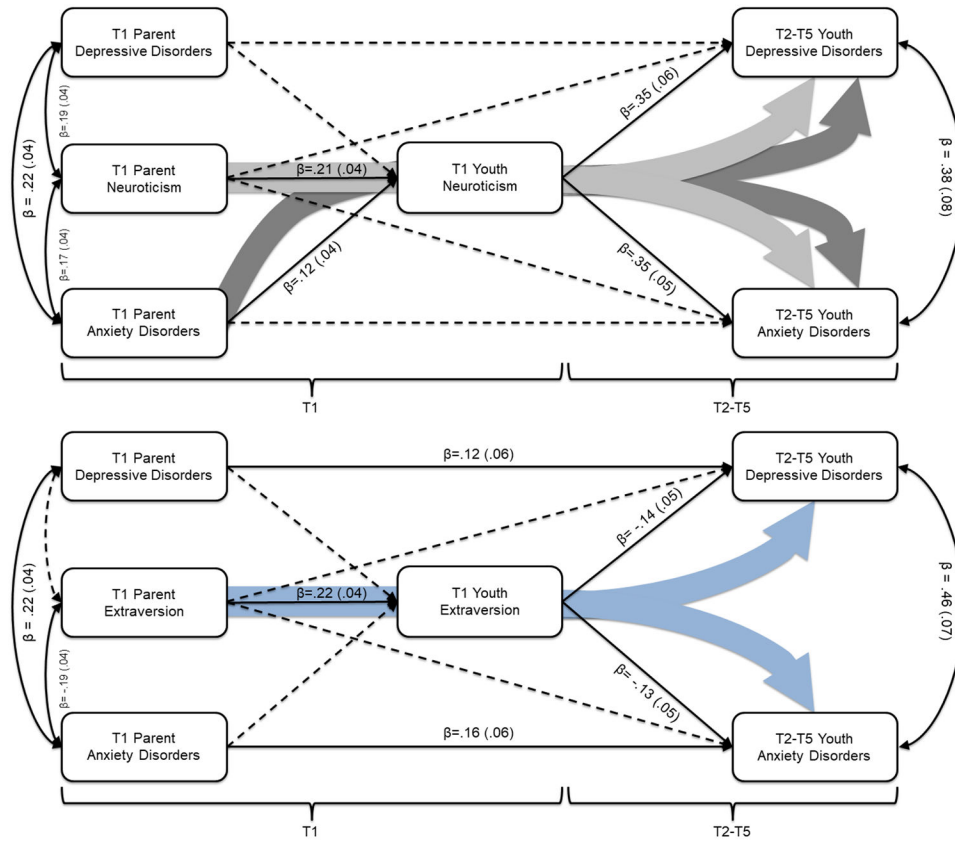 T1 Parent
Depressive Disorders
T2-T5 Youth
Depressive Disorders
β=.19 (.04)
β=.35 (.06)
β = .22 (.04)
T1 Parent
Neuroticism
β=.21 (.04)
T1 Youth
Neuroticism
β = .38 (.08)
β=.17 (.04)
β=.12 (.04)
β=.35 (.05)
T1 Parent
Anxiety Disorders
T2-T5 Youth
Anxiety Disorders
T1
T2-T5
T1 Parent
Depressive Disorders
β=.12 (.06)
T2-T5 Youth
Depressive Disorders
β= -.14 (.05)
β = .22 (.04)
T1 Parent
Extraversion
β=.22 (.04)
T1 Youth
Extraversion
β = .46 (.07)
β= -.19 (.04)
β= -.13 (.05)
T1 Parent
Anxiety Disorders
β=.16 (.06)
T2-T5 Youth
Anxiety Disorders
T1
T2-T5